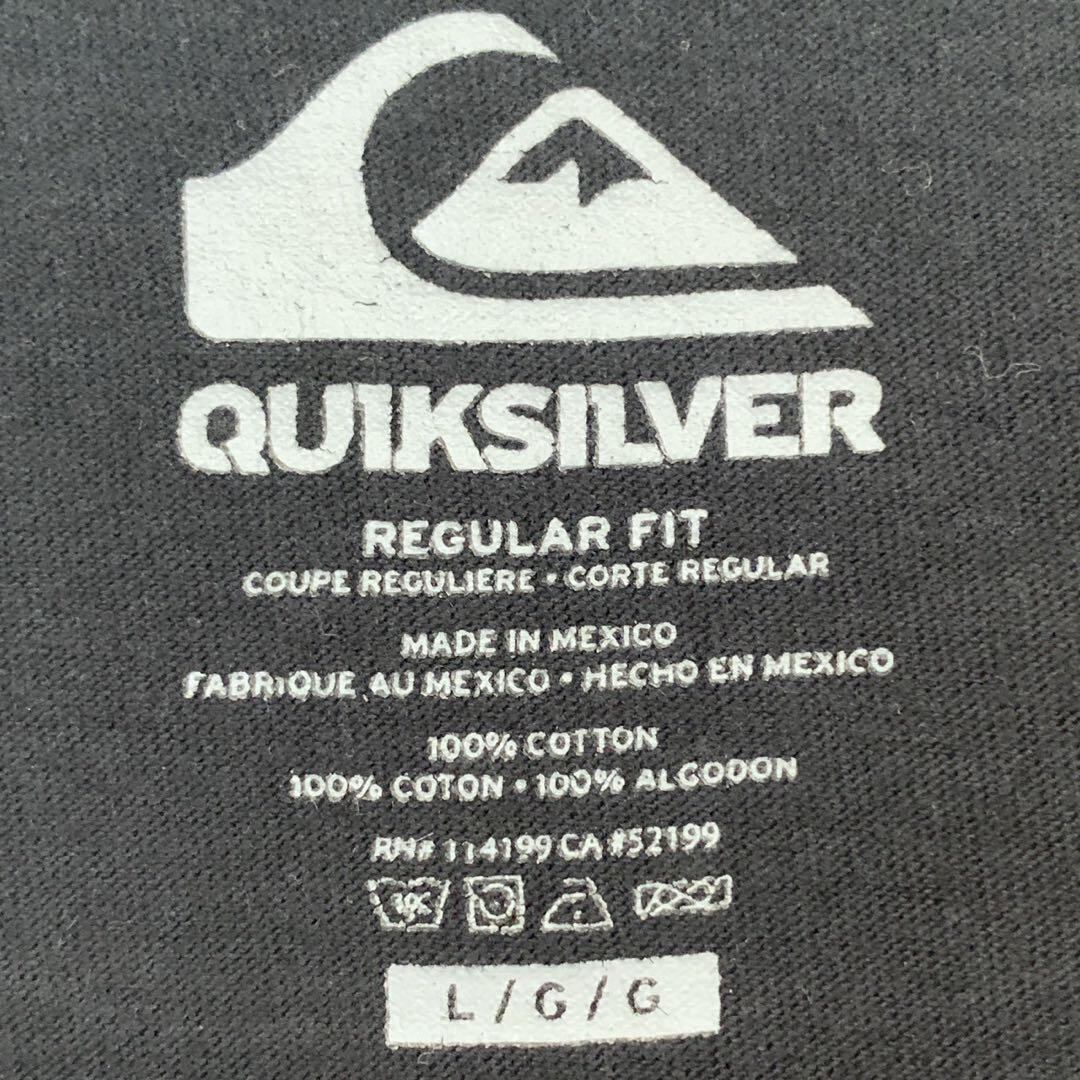 QUIKSILVER
REGULAR FIT
COUPE REGULIERE • CORTE REGULAR
MADE IN MEXICO
FABRIQUE AU MEXICO • HECHO EN MEXICO
100% COTTON
100% COTON • 100% ALGODON
RN# 114199 CA #52199
30C
L / G / G